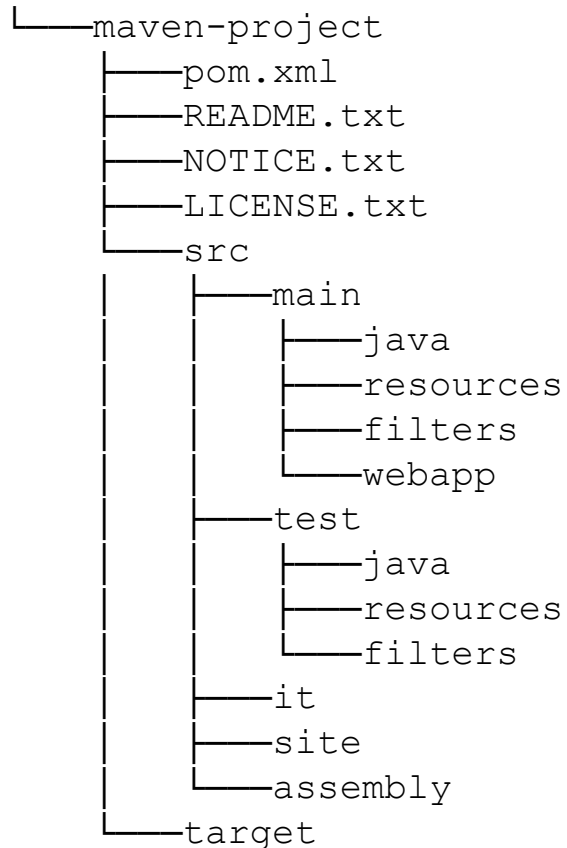 maven-project
pom.xml
README.txt
NOTICE.txt
LICENSE.txt
src
main
java
resources
filters
webapp
test
java
resources
filters
it
site
assembly
target